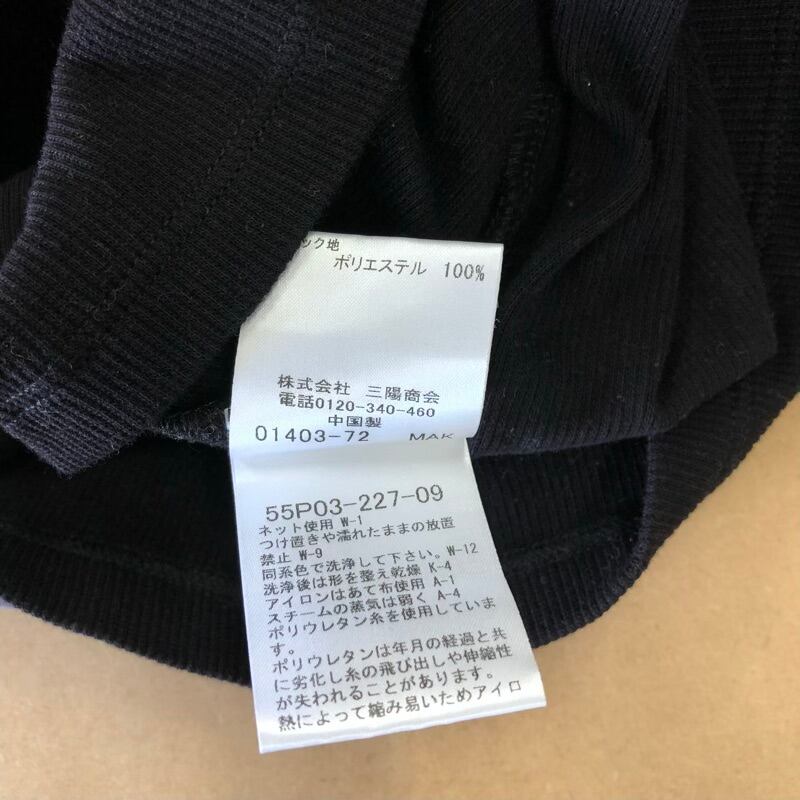 ック地
ポリエステル 100%
株式会社 三陽商会
電話0120-340-460
中国製
01403-72 MAK
55P03-227-09
ネット使用 W-1
つけ置きや濡れたままの放置
禁止 W-9
同系色で洗浄して下さい。W-12
洗浄後は形を整え乾燥 K-4
アイロンはあて布使用 A-1
スチームの蒸気は弱く A-4
ポリウレタン糸を使用していま
す。
ポリウレタンは年月の経過と共
に劣化し糸の飛び出しや伸縮性
が失われることがあります。
熱によって縮み易いためアイロ